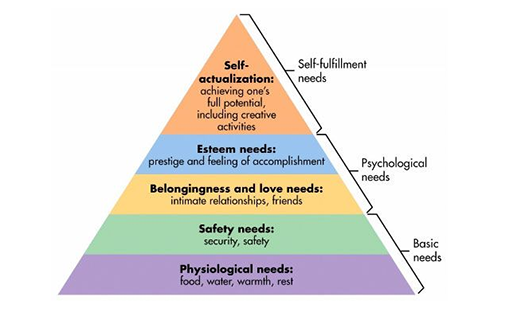 Self-
actualization:
achieving one's
full potential,
including creative
activities
Esteem needs:
prestige and feeling of accomplishment
Belongingness and love needs:
intimate relationships, friends
Safety needs:
security, safety
Physiological needs:
food, water, warmth, rest
Self-fulfillment
needs
Psychological
needs
Basic
needs